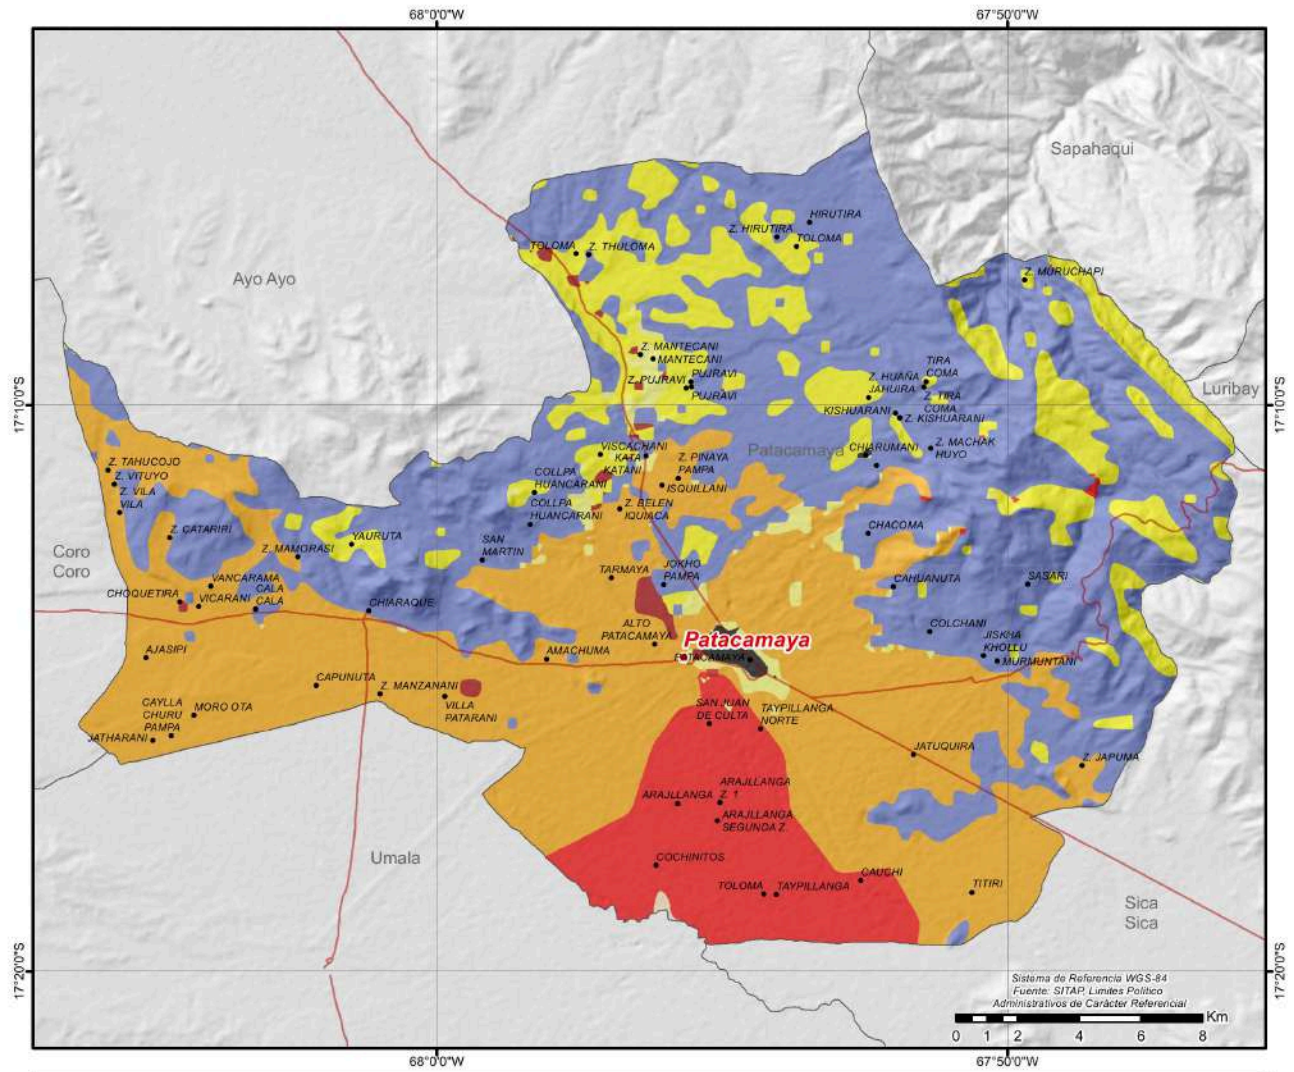 68°0'0"W
67°50'0"W
Sapahaqui
HIRUTIRA
Z. HIRUTIRA
TOLOMA
TOLOMA
Z. THULOMA
Z. MURUCHAPI
Ayo Ayo
Z. MANTECANI
MANTECANI
TIRA
COMA
PUJRAVI
Z. PUJRAVI
PUJRAVI
Z. HUAÑA
JAHUIRA
Luribay
Z. TIRA
COMA
KISHUARANI
Z. KISHUARANI
17°10'0"S
17°10'0"S
VISCACHANI
KATA
KATANI
Patacamaya
CHIARUMANI
Z. MACHAK
HUYO
Z. PINAYA
PAMPA
Z. TAHUCOJO
Z. VITUYO
Z. VILA
VILA
COLLPA
HUANCARANI
ISQUILLANI
COLLPA
HUANCARANI
Z. BELEN
IQUIACA
Z. CATARIRI
CHACOMA
YAURUTA
SAN
MARTIN
Z. MAMORASI
Coro
Coro
JOKHO
PAMPA
TARMAYA
VANCARAMA
CALA
CALA
CAHUANUTA
SASARI
CHOQUETIRA
VICARANI
CHIARAQUE
ALTO
PATACAMAYA
COLCHANI
Patacamaya
JISKHA
KHOLLU
AJASIPI
AMACHUMA
PATACAMAYA
MURMUNTANI
CAPUNUTA
Z. MANZANANI
VILLA
PATARANI
CAYLLA
CHURU
PAMPA
MORO OTA
SAN JUAN
DE CULTA
TAYPILLANGA
NORTE
JATHARANI
JATUQUIRA
Z. JAPUMA
ARAJLLANGA
Z. 1
ARAJLLANGA
ARAJLLANGA
SEGUNDA Z.
Umala
COCHINITOS
CAUCHI
TOLOMA
TAYPILLANGA
TITIRI
Sica
Sica
17°20'0"S
17°20'0"S
Sistema de Referencia WGS-84
Fuente: SITAP, Limites Político
Administrativos de Carácter Referencial
Km
0 1 2 4 6 8
68°0'0"W
67°50'0"W